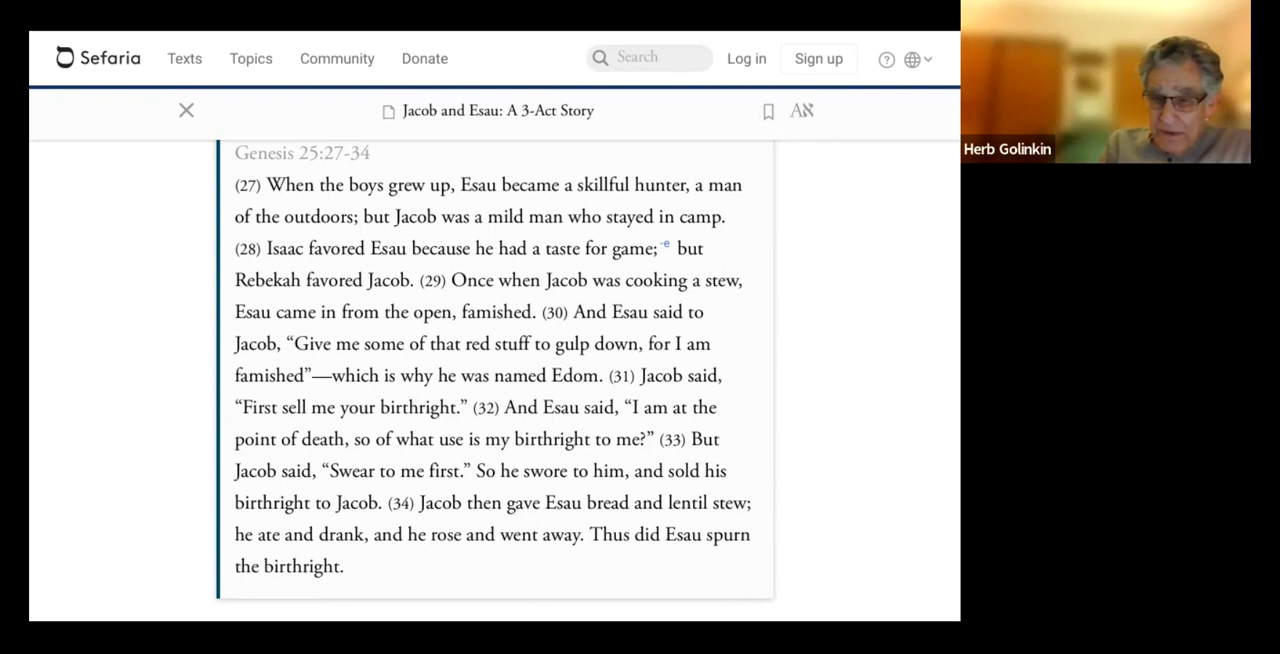 Sefaria
Texts
Topics
Community
Donate
Search
Log in
Sign up
Jacob and Esau: A 3-Act Story
Aא
Genesis 25:27-34
(27) When the boys grew up, Esau became a skillful hunter, a man
of the outdoors; but Jacob was a mild man who stayed in camp.
(28) Isaac favored Esau because he had a taste for game;-e but
Rebekah favored Jacob. (29) Once when Jacob was cooking a stew,
Esau came in from the open, famished. (30) And Esau said to
Jacob, “Give me some of that red stuff to gulp down, for I am
famished”—which is why he was named Edom. (31) Jacob said,
“First sell me your birthright.” (32) And Esau said, “I am at the
point of death, so of what use is my birthright to me?” (33) But
Jacob said, “Swear to me first.” So he swore to him, and sold his
birthright to Jacob. (34) Jacob then gave Esau bread and lentil stew;
he ate and drank, and he rose and went away. Thus did Esau spurn
the birthright.
Herb Golinkin